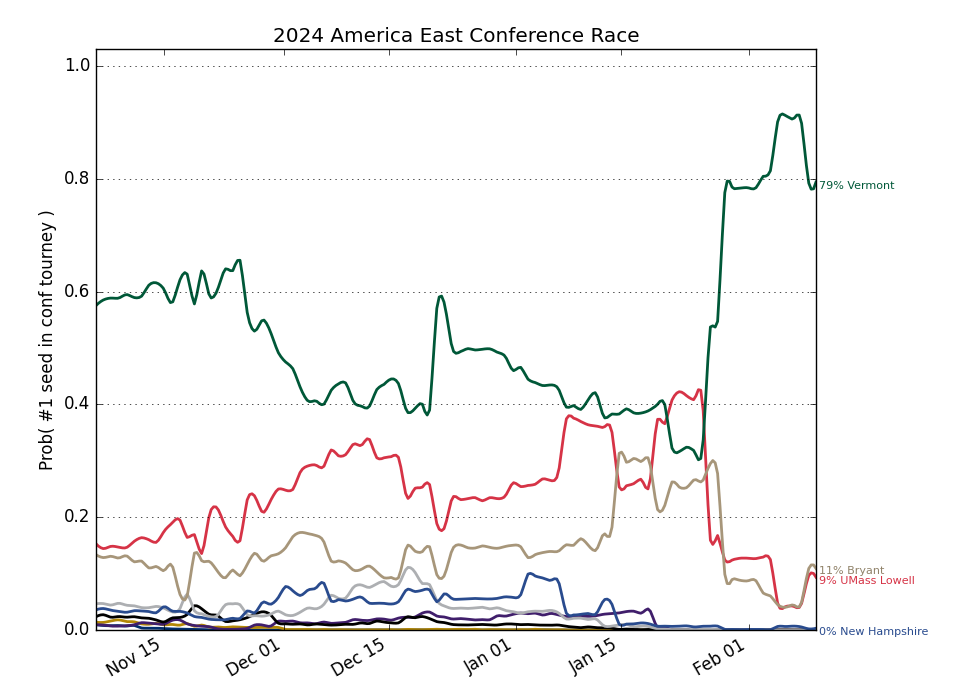 2024 America East Conference Race
Prob( #1 seed in conf tourney )
1.0
0.8
0.6
0.4
0.2
0.0
79% Vermont
11% Bryant
9% UMass Lowell
0% New Hampshire
Nov 15
Dec 01
Dec 15
Jan 01
Jan 15
Feb 01